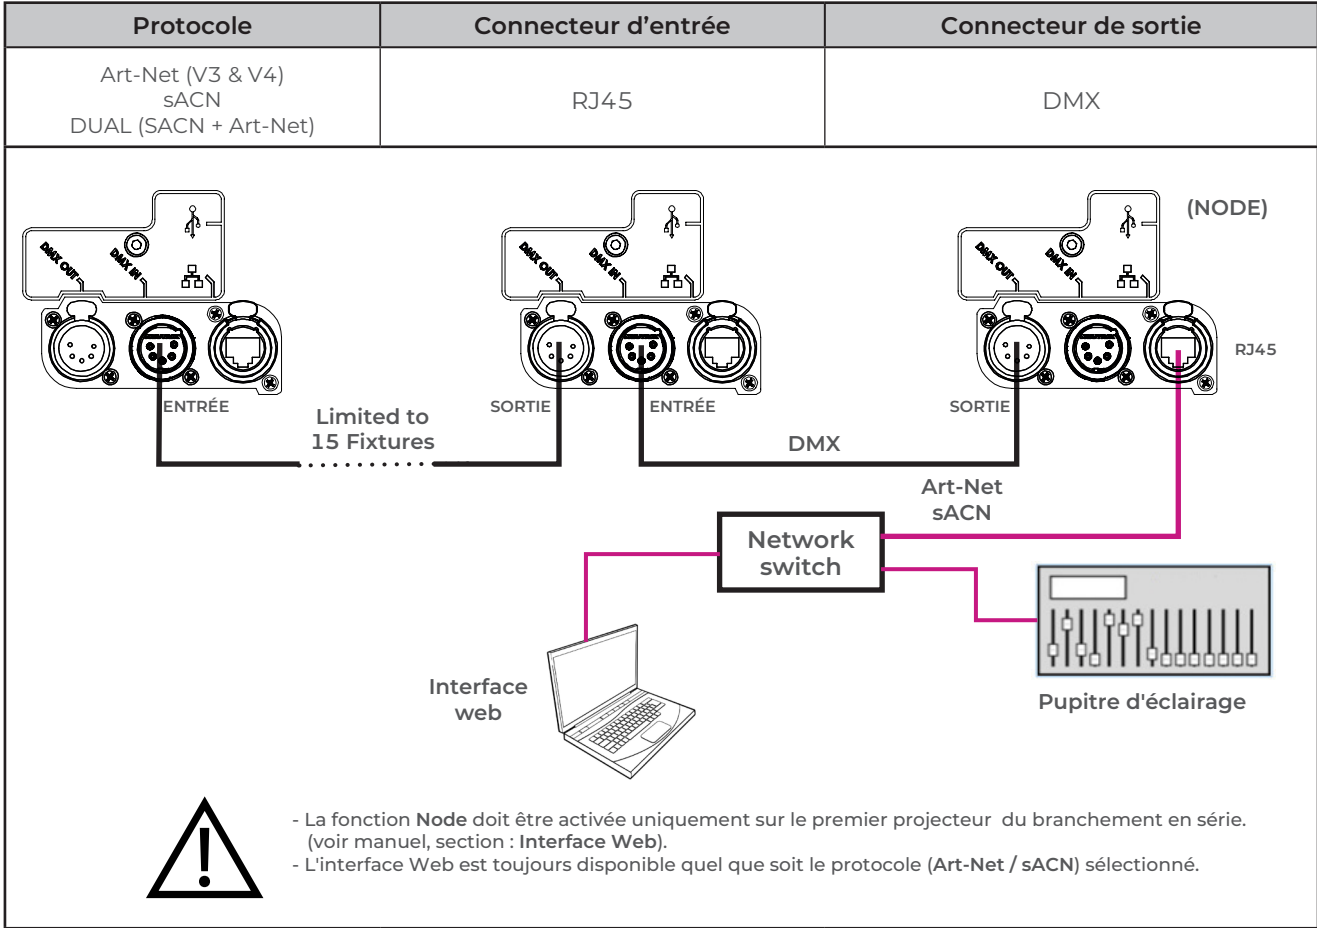 Protocole
Connecteur d'entrée
Connecteur de sortie
Art-Net (V3 & V4)
sACN
DUAL (SACN + Art-Net)
RJ45
DMX
(NODE)
DMX OUT
DMX IN
DMX OUT
DMX IN
DMX OUT
DMX IN
RJ45
ENTRÉE
SORTIE
ENTRÉE
SORTIE
Limited to
15 Fixtures
DMX
Art-Net
sACN
Network
switch
Interface
web
Pupitre d'éclairage
- La fonction Node doit être activée uniquement sur le premier projecteur du branchement en série.
(voir manuel, section : Interface Web).
- L'interface Web est toujours disponible quel que soit le protocole (Art-Net / sACN) sélectionné.